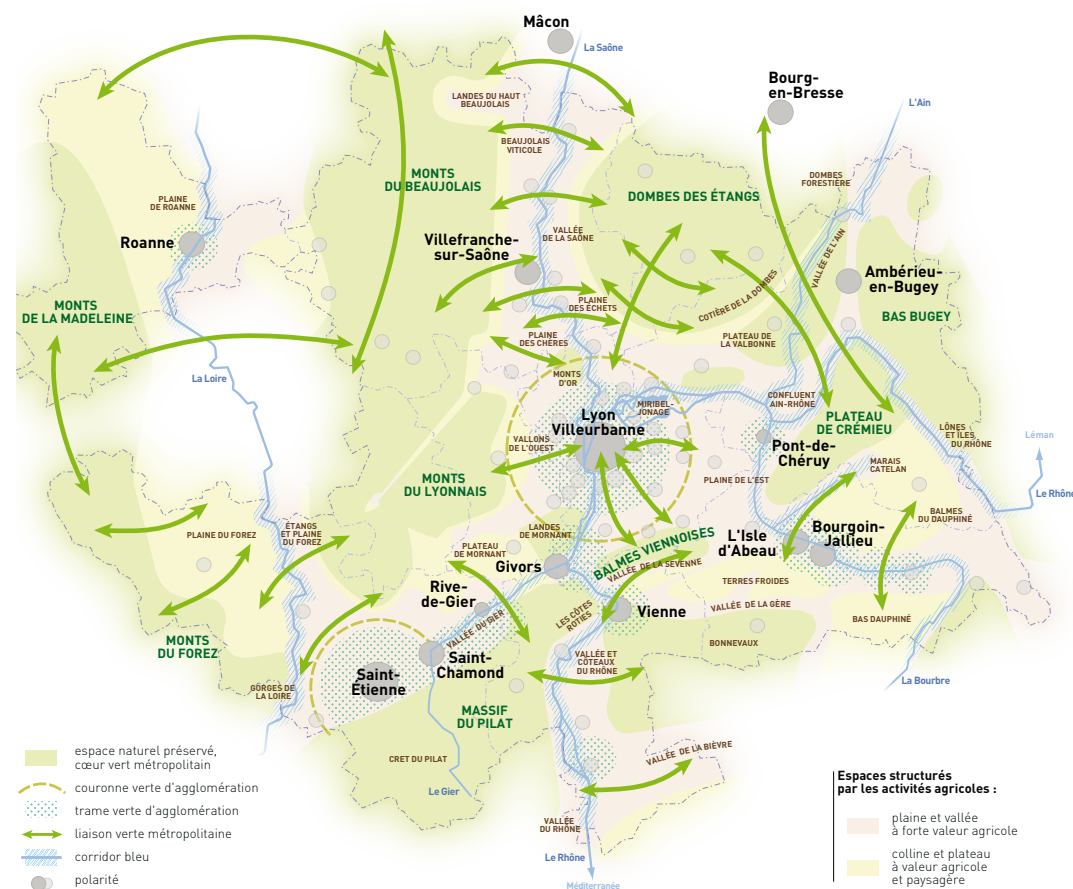 Mâcon
La Saône
Bourg-
en-Bresse
L'Ain
LANDES DU HAUT
BEAUJOLAIS
BEAUJOLAIS
VITICOLE
MONTS
DU BEAUJOLAIS
DOMBES
FORESTIÈRE
DOMBES DES ÉTANGS
PLAINE
DE ROANNE
Roanne
Villefranche-
sur-Saône
VALLÉE
DE LA SAÔNE
VALLÉE DE L'AIN
Ambérieu-
en-Bugey
MONTS
DE LA MADELEINE
PLAINE
DES ÉCHETS
COTIÈRE DE LA DOMBES
BAS BUGEY
PLAINE
DES CHÈRES
PLATEAU DE
LA VALBONNE
La Loire
MONTS
D'OR
MIRIBEL-
JONAGE
CONFLUENT
AIN-RHÔNE
Lyon
Villeurbanne
PLATEAU
DE CRÉMIEU
VALLONS
DE L'OUEST
Pont-de-
Chéruy
LÔNES
ET ÎLES
DU RHÔNE
Léman
MARAIS
CATELAN
MONTS
DU LYONNAIS
PLAINE DE L'EST
Le Rhône
PLAINE DU FOREZ
ÉTANGS
ET PLAINE
DU FOREZ
LANDES
DE MORNANT
BALMES
DU DAUPHINÉ
L'Isle
d'Abeau
Bourgoin-
Jallieu
PLATEAU
DE MORNANT
BALMES VIENNOISES
VALLÉE DE LA SEVENNE
Givors
Rive-
de-Gier
TERRES FROIDES
Vienne
VALLÉE DE LA GÈRE
LES CÔTES
ROTIES
BAS DAUPHINÉ
VALLÉE DU GIER
MONTS
DU FOREZ
BONNEVAUX
Saint-
Chamond
VALLÉE ET
CÔTEAUX
DU RHÔNE
Saint-
Étienne
La Bourbre
GORGES DE
LA LOIRE
MASSIF
DU PILAT
CRET DU PILAT
VALLÉE DE LA BIÈVRE
Le Gier
VALLÉE
DU RHÔNE
Le Rhône
Méditerranée
espace naturel préservé,
cœur vert métropolitain
couronne verte d'agglomération
trame verte d'agglomération
liaison verte métropolitaine
corridor bleu
polarité
Espaces structurés
par les activités agricoles :
plaine et vallée
à forte valeur agricole
colline et plateau
à valeur agricole
et paysagère